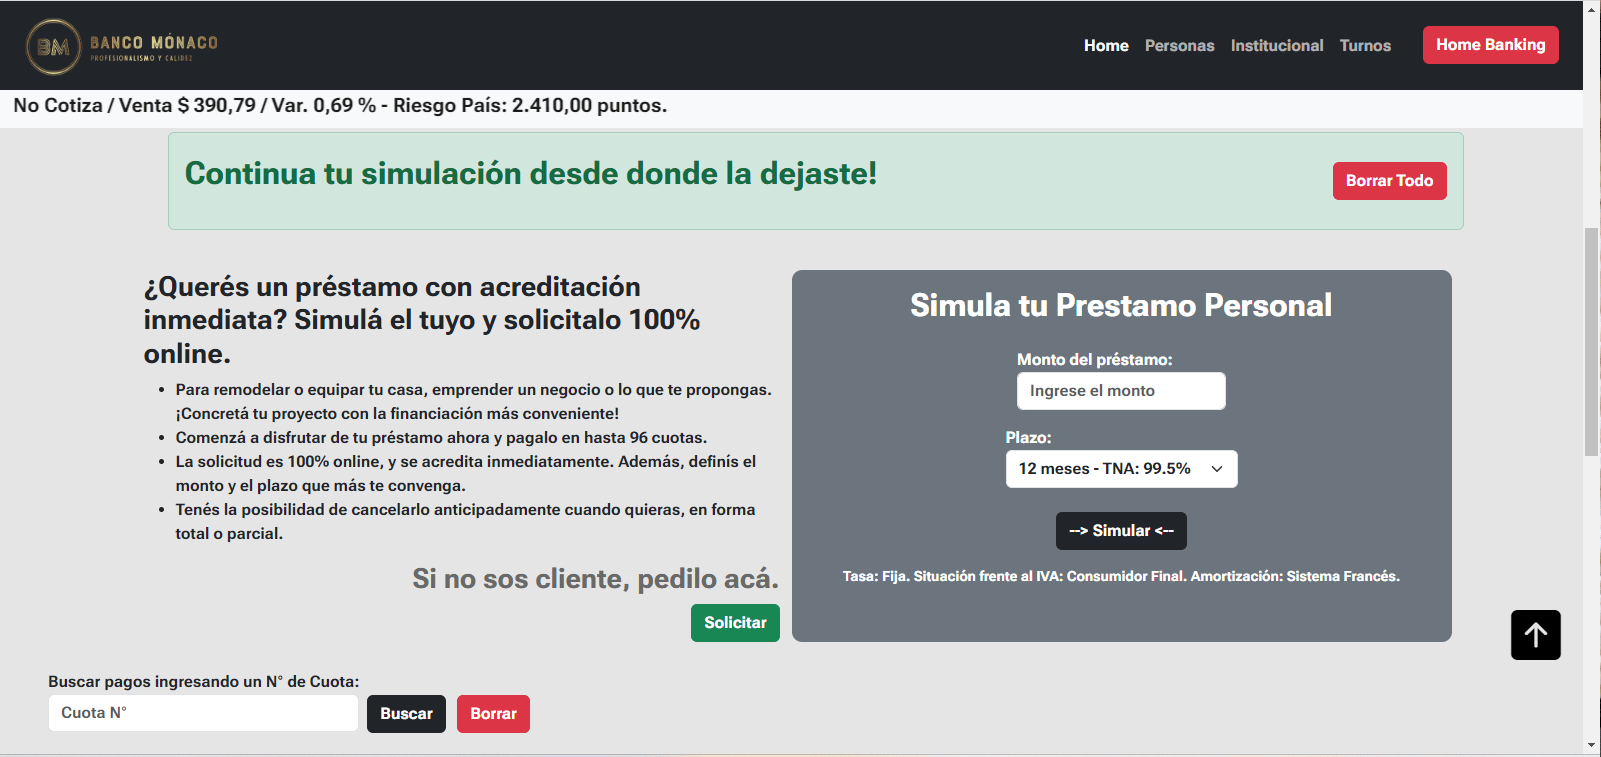 BM BANCO MÓNACO
PROFESIONALISMO Y CALIDEZ
Home Personas Institucional Turnos Home Banking
No Cotiza / Venta $ 390,79 / Var. 0,69 % - Riesgo País: 2.410,00 puntos.
Continua tu simulación desde donde la dejaste!
Borrar Todo
¿Querés un préstamo con acreditación
inmediata? Simulá el tuyo y solicitalo 100%
online.
• Para remodelar o equipar tu casa, emprender un negocio o lo que te propongas.
¡Concretá tu proyecto con la financiación más conveniente!
• Comenzá a disfrutar de tu préstamo ahora y pagalo en hasta 96 cuotas.
• La solicitud es 100% online, y se acredita inmediatamente. Además, definís el
monto y el plazo que más te convenga.
• Tenés la posibilidad de cancelarlo anticipadamente cuando quieras, en forma
total o parcial.
Si no sos cliente, pedilo acá.
Solicitar
Simula tu Prestamo Personal
Monto del préstamo:
Ingrese el monto
Plazo:
12 meses - TNA: 99.5%
--> Simular <--
Tasa: Fija. Situación frente al IVA: Consumidor Final. Amortización: Sistema Francés.
Buscar pagos ingresando un N° de Cuota:
Cuota N° Buscar Borrar